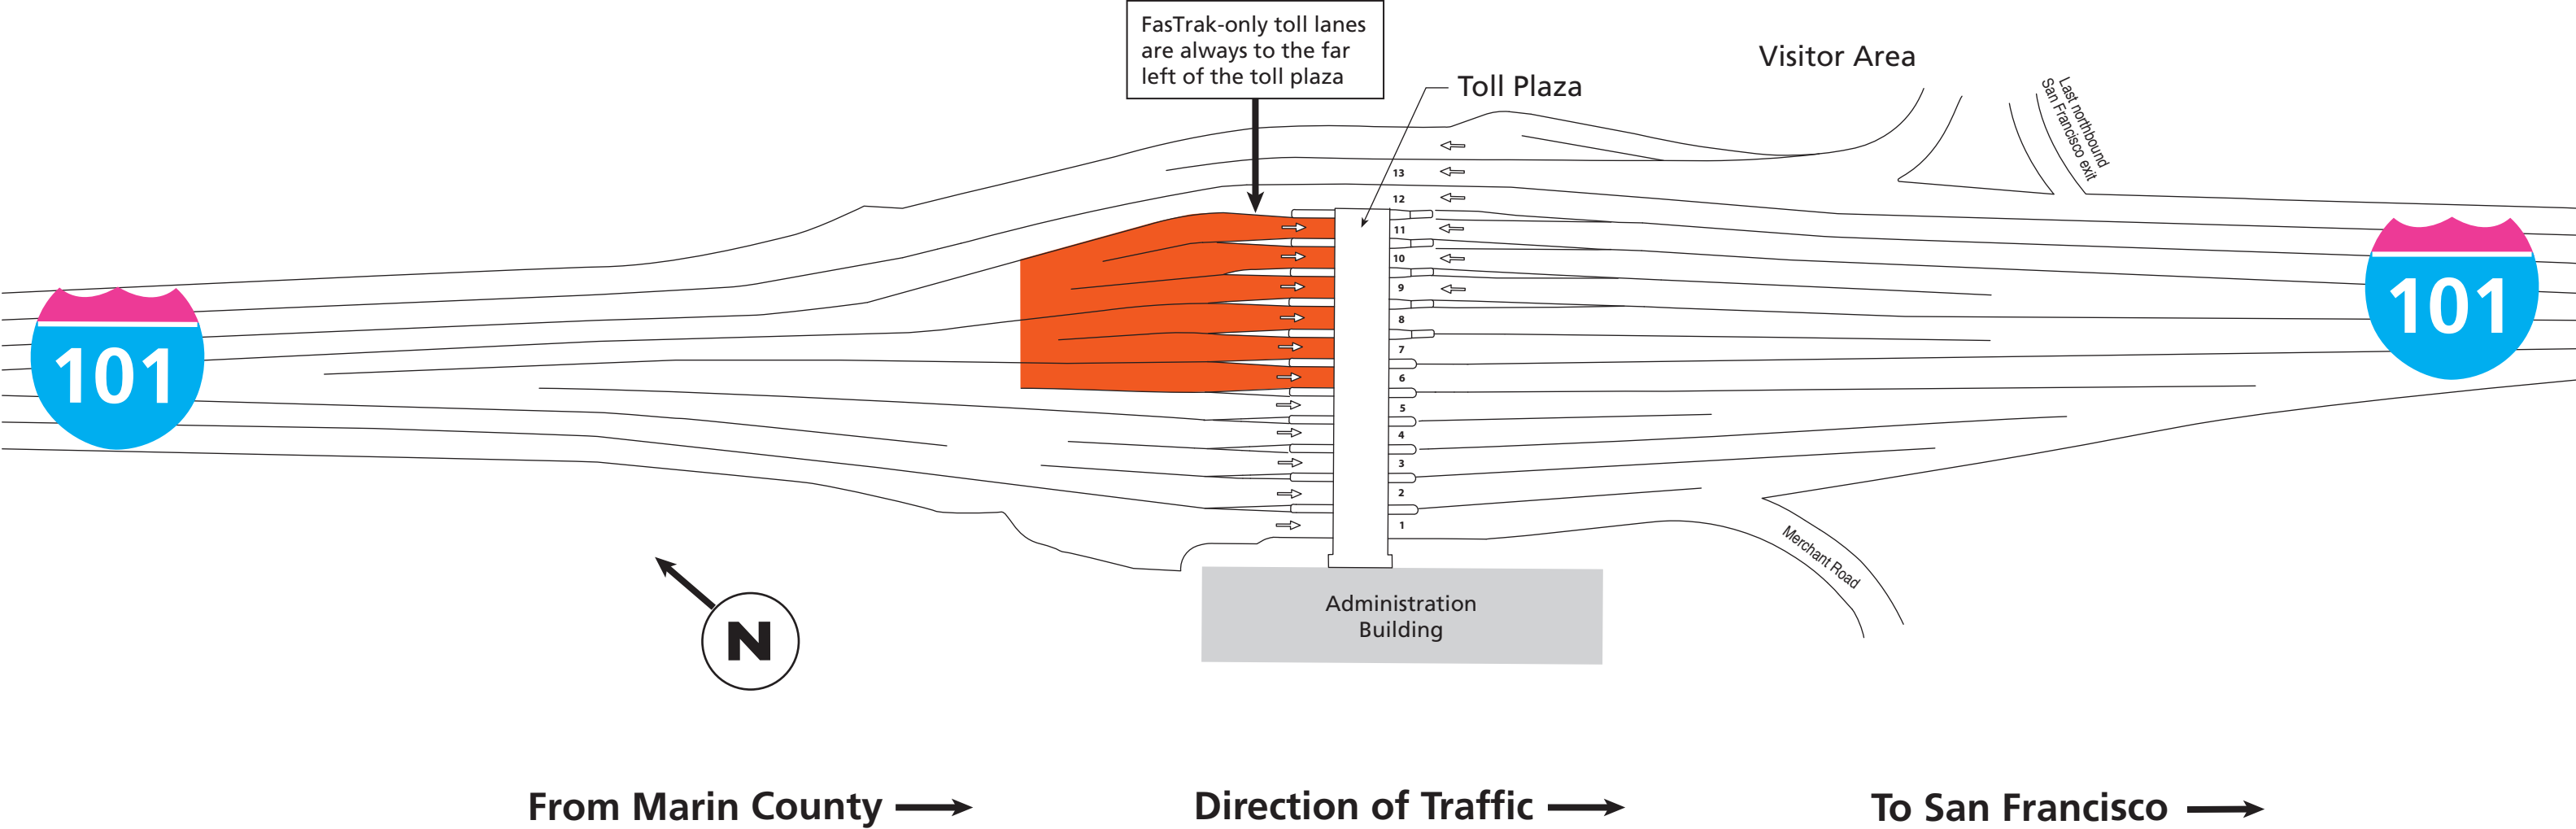 FasTrak-only toll lanes
are always to the far
left of the toll plaza
Toll Plaza
Visitor Area
Last northbound
San Francisco exit
13
12
11
10
9
8
7
6
5
4
3
2
1
101
101
Merchant Road
Administration
Building
N
From Marin County
Direction of Traffic
To San Francisco